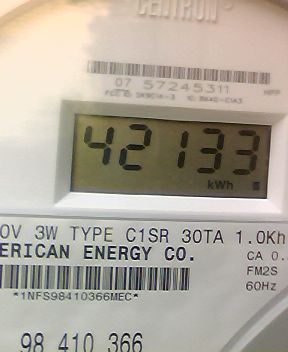 CENTRON
07 57245311
42133
kWh
0V 3W TYPE C1SR 30TA 1.0Kh
ERICAN ENERGY CO.
CA 0.
FM2S
60Hz
*1NFS98410366MEC*
98 410 366